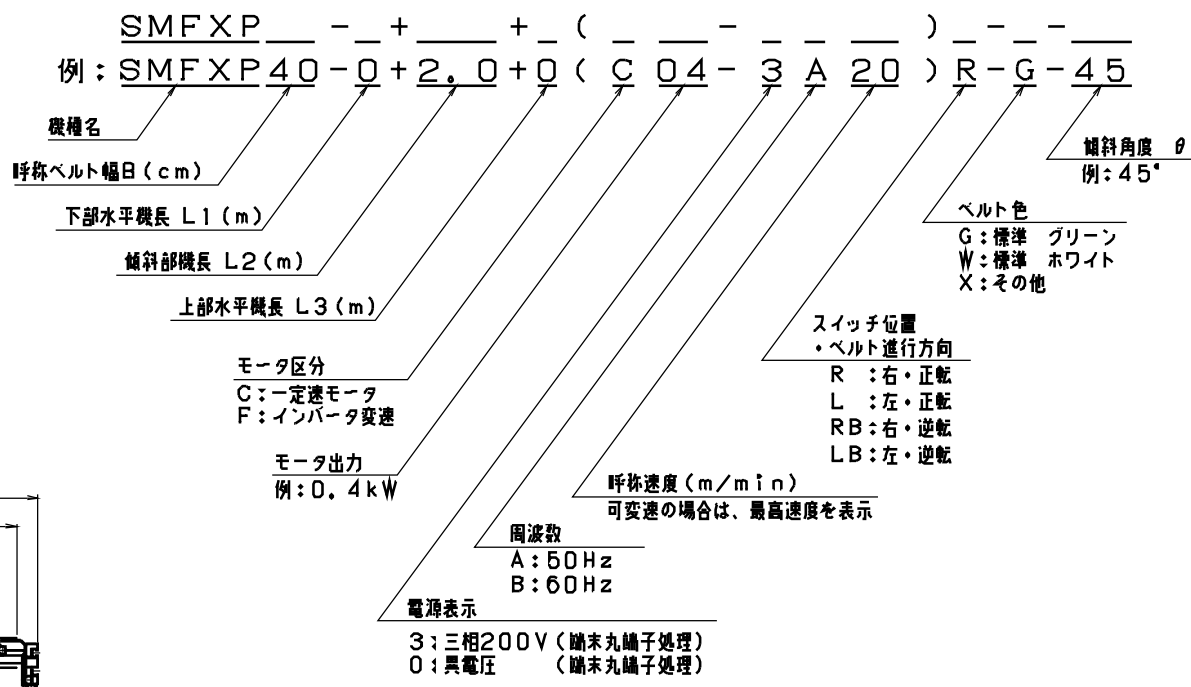 SMFXP__ - _+____+_(_ __-_ _ __)_-_-___
例:SMFXP40-0+2.0+0(C 04-3 A 20)R-G-45
機種名
呼称ベルト幅B(cm)
下部水平機長 L1(m)
傾斜部機長 L2(m)
上部水平機長 L3(m)
モータ区分
C:一定速モータ
F:インバータ変速
モータ出力
例:0.4kW
電源表示
3:三相200V(端末丸端子処理)
0:異電圧 (端末丸端子処理)
周波数
A:50Hz
B:60Hz
呼称速度(m/min)
可変速の場合は、最高速度を表示
スイッチ位置
・ベルト進行方向
R :右・正転
L :左・正転
RB:右・逆転
LB:左・逆転
ベルト色
G:標準 グリーン
W:標準 ホワイト
X:その他
傾斜角度 θ
例:45°